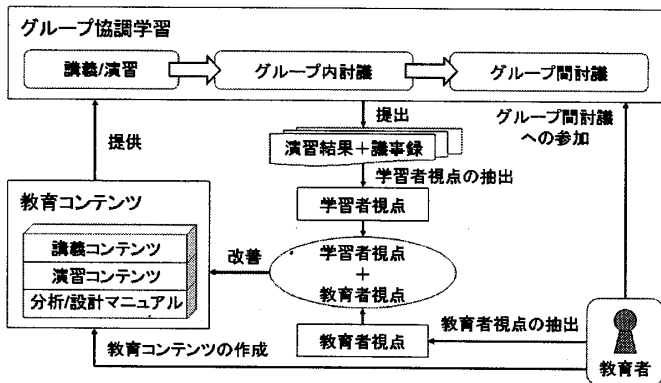 グループ協調学習
講義/演習
グループ内討議
グループ間討議
提供
提出
グループ間討議
への参加
演習結果+議事録
学習者視点の抽出
教育コンテンツ
学習者視点
講義コンテンツ
演習コンテンツ
分析/設計マニュアル
改善
学習者視点
+
教育者視点
教育者視点
教育者視点の抽出
教育コンテンツの作成
教育者